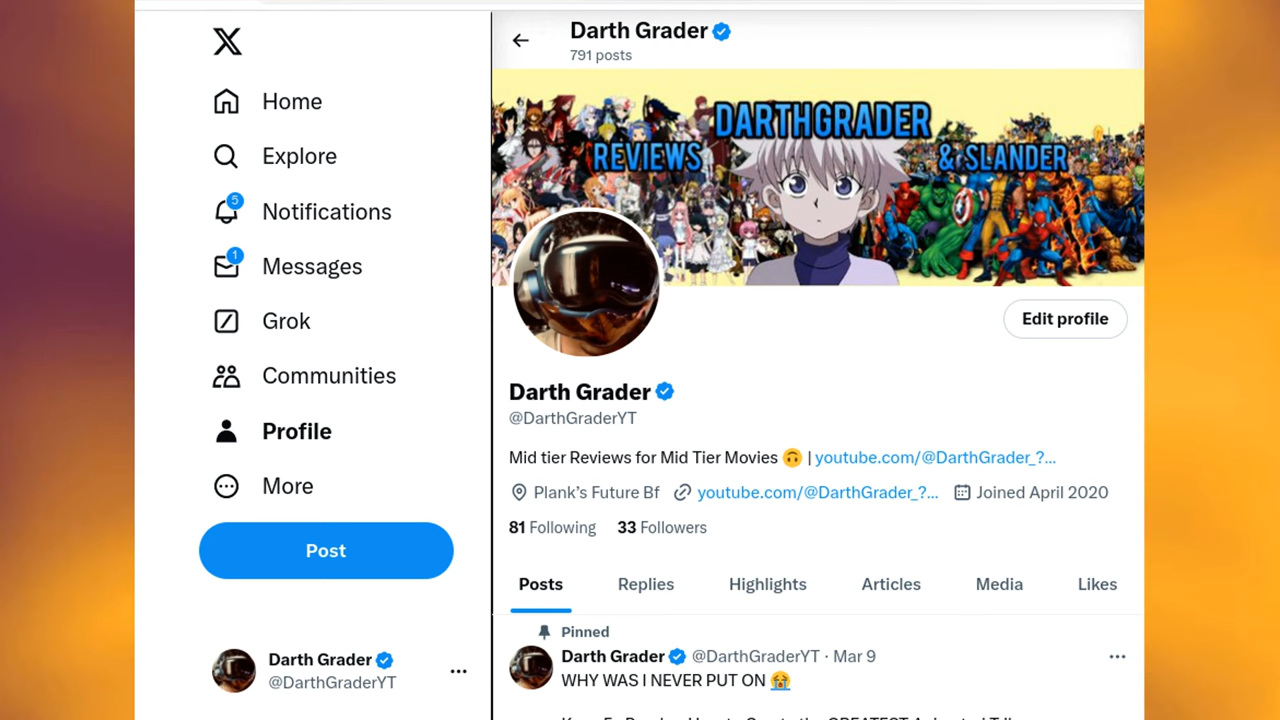 Darth Grader
791 posts
Home
Explore
5
Notifications
1
Messages
Grok
Communities
Profile
More
Post
Darth Grader
@DarthGraderYT
DARTHGRADER
REVIEWS & SLANDER
Edit profile
Darth Grader
@DarthGraderYT
Mid tier Reviews for Mid Tier Movies 🙃 | youtube.com/@DarthGrader_?...
Plank's Future Bf youtube.com/@DarthGrader_?... Joined April 2020
81 Following 33 Followers
Posts Replies Highlights Articles Media Likes
Pinned
Darth Grader @DarthGraderYT · Mar 9
WHY WAS I NEVER PUT ON 😭